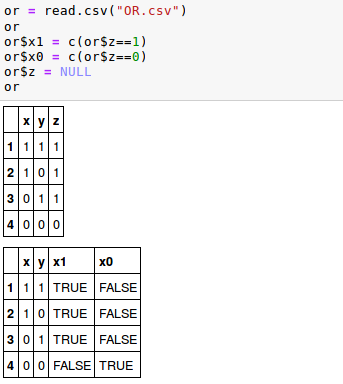 or = read.csv("OR.csv")
or
or$x1 = c(or$z==1)
or$x0 = c(or$z==0)
or$z = NULL
or
x y z
1 1 1 1
2 1 0 1
3 0 1 1
4 0 0 0
x y x1 x0
1 1 1 TRUE FALSE
2 1 0 TRUE FALSE
3 0 1 TRUE FALSE
4 0 0 FALSE TRUE